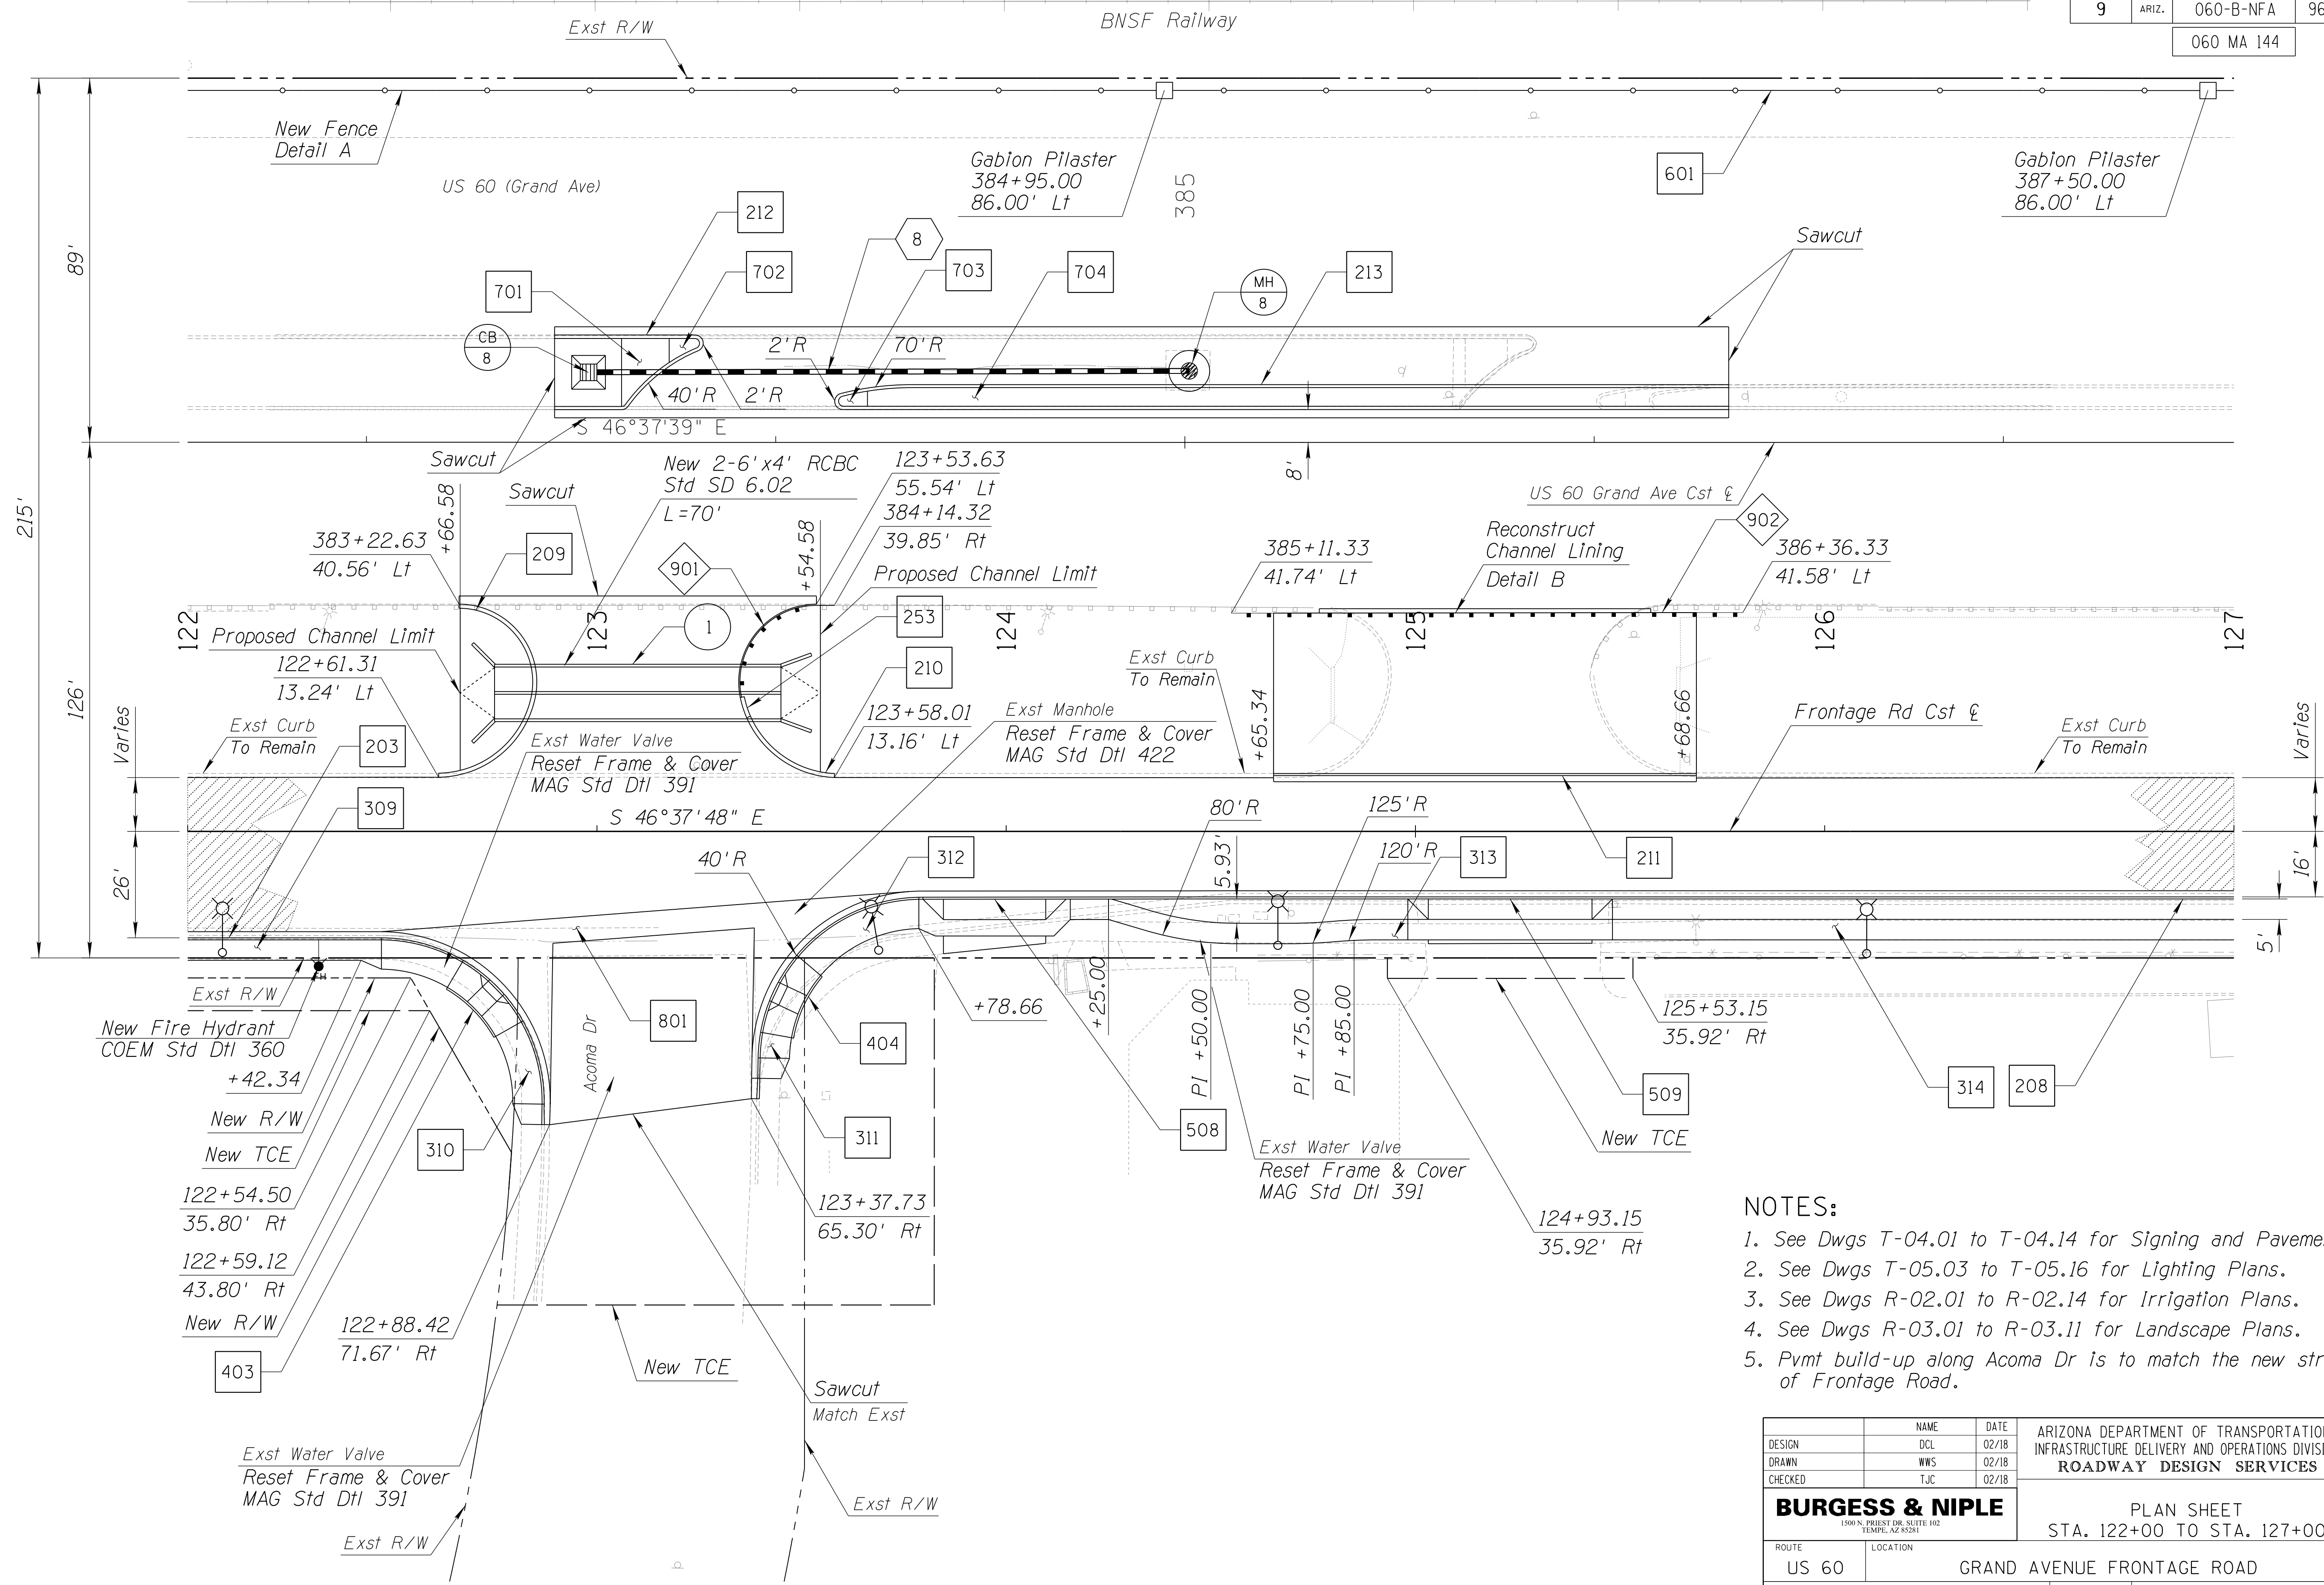 BNSF Railway
9 ARIZ. 060-B-NFA 96
060 MA 144
Exst R/W
New Fence
Detail A
US 60 (Grand Ave)
Gabion Pilaster
384+95.00
86.00' Lt
385
601
Gabion Pilaster
387+50.00
86.00' Lt
89'
215'
126'
212
8
701
702
703
704
MH
8
213
Sawcut
CB
8
2'R
70'R
40'R
2'R
S 46°37'39" E
Sawcut
8'
US 60 Grand Ave Cst ℄
New 2-6'x4' RCBC
Std SD 6.02
L=70'
Sawcut
+66.58
383+22.63
40.56' Lt
209
901
+54.58
123+53.63
55.54' Lt
384+14.32
39.85' Rt
Proposed Channel Limit
253
385+11.33
41.74' Lt
Reconstruct
Channel Lining
Detail B
902
386+36.33
41.58' Lt
122
123
124
125
126
127
Proposed Channel Limit
122+61.31
13.24' Lt
1
210
123+58.01
13.16' Lt
Exst Curb
To Remain
+65.34
+68.66
Varies
Exst Curb
To Remain
203
Exst Water Valve
Reset Frame & Cover
MAG Std Dtl 391
Exst Manhole
Reset Frame & Cover
MAG Std Dtl 422
Frontage Rd Cst ℄
Exst Curb
To Remain
Varies
309
S 46°37'48" E
26'
40'R
312
80'R
5.93'
125'R
120'R
313
211
16'
5'
Exst R/W
FH
New Fire Hydrant
COEM Std Dtl 360
+42.34
New R/W
New TCE
310
122+54.50
35.80' Rt
122+59.12
43.80' Rt
New R/W
403
122+88.42
71.67' Rt
Acoma Dr
801
404
311
+78.66
+25.00
PI +50.00
PI +75.00
PI +85.00
508
123+37.73
65.30' Rt
Exst Water Valve
Reset Frame & Cover
MAG Std Dtl 391
125+53.15
35.92' Rt
509
New TCE
314
208
124+93.15
35.92' Rt
New TCE
Sawcut
Match Exst
Exst Water Valve
Reset Frame & Cover
MAG Std Dtl 391
Exst R/W
Exst R/W
NOTES:
1. See Dwgs T-04.01 to T-04.14 for Signing and Paveme
2. See Dwgs T-05.03 to T-05.16 for Lighting Plans.
3. See Dwgs R-02.01 to R-02.14 for Irrigation Plans.
4. See Dwgs R-03.01 to R-03.11 for Landscape Plans.
5. Pvmt build-up along Acoma Dr is to match the new str
of Frontage Road.
NAME DATE
DESIGN DCL 02/18
DRAWN WWS 02/18
CHECKED TJC 02/18
ARIZONA DEPARTMENT OF TRANSPORTATIO
INFRASTRUCTURE DELIVERY AND OPERATIONS DIVIS
ROADWAY DESIGN SERVICES
BURGESS & NIPLE
1500 N. PRIEST DR. SUITE 102
TEMPE, AZ 85281
PLAN SHEET
STA. 122+00 TO STA. 127+00
ROUTE
US 60
LOCATION
GRAND AVENUE FRONTAGE ROAD